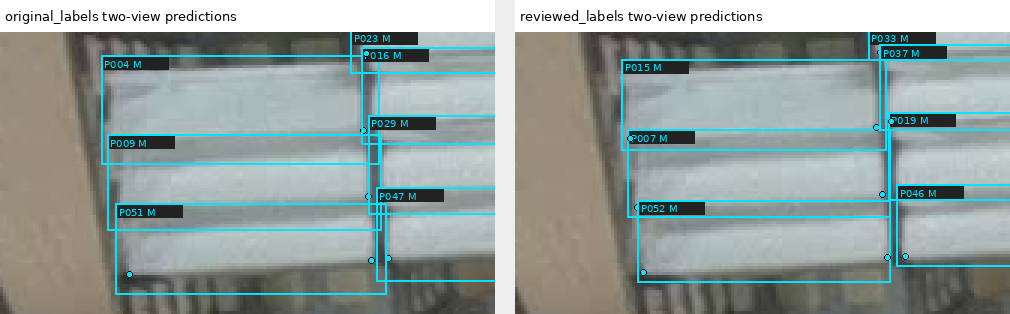 original_labels two-view predictions
P023 M
P016 M
P004 M
P029 M
P009 M
P047 M
P051 M
reviewed_labels two-view predictions
P033 M
P037 M
P015 M
P019 M
P007 M
P046 M
P052 M